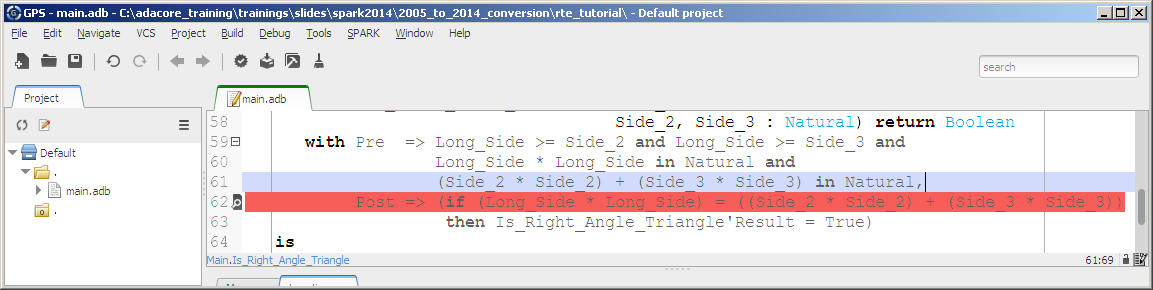 GPS - main.adb - C:\adacore_training\trainings\slides\spark2014\2005_to_2014_conversion\rte_tutorial\ - Default project
File Edit Navigate VCS Project Build Debug Tools SPARK Window Help
search
Project
main.adb
Default
.
main.adb
.
58 Side_2, Side_3 : Natural) return Boolean
59 with Pre => Long_Side >= Side_2 and Long_Side >= Side_3 and
60 Long_Side * Long_Side in Natural and
61 (Side_2 * Side_2) + (Side_3 * Side_3) in Natural,
62 Post => (if (Long_Side * Long_Side) = ((Side_2 * Side_2) + (Side_3 * Side_3))
63 then Is_Right_Angle_Triangle'Result = True)
64 is
Main.Is_Right_Angle_Triangle
61:69